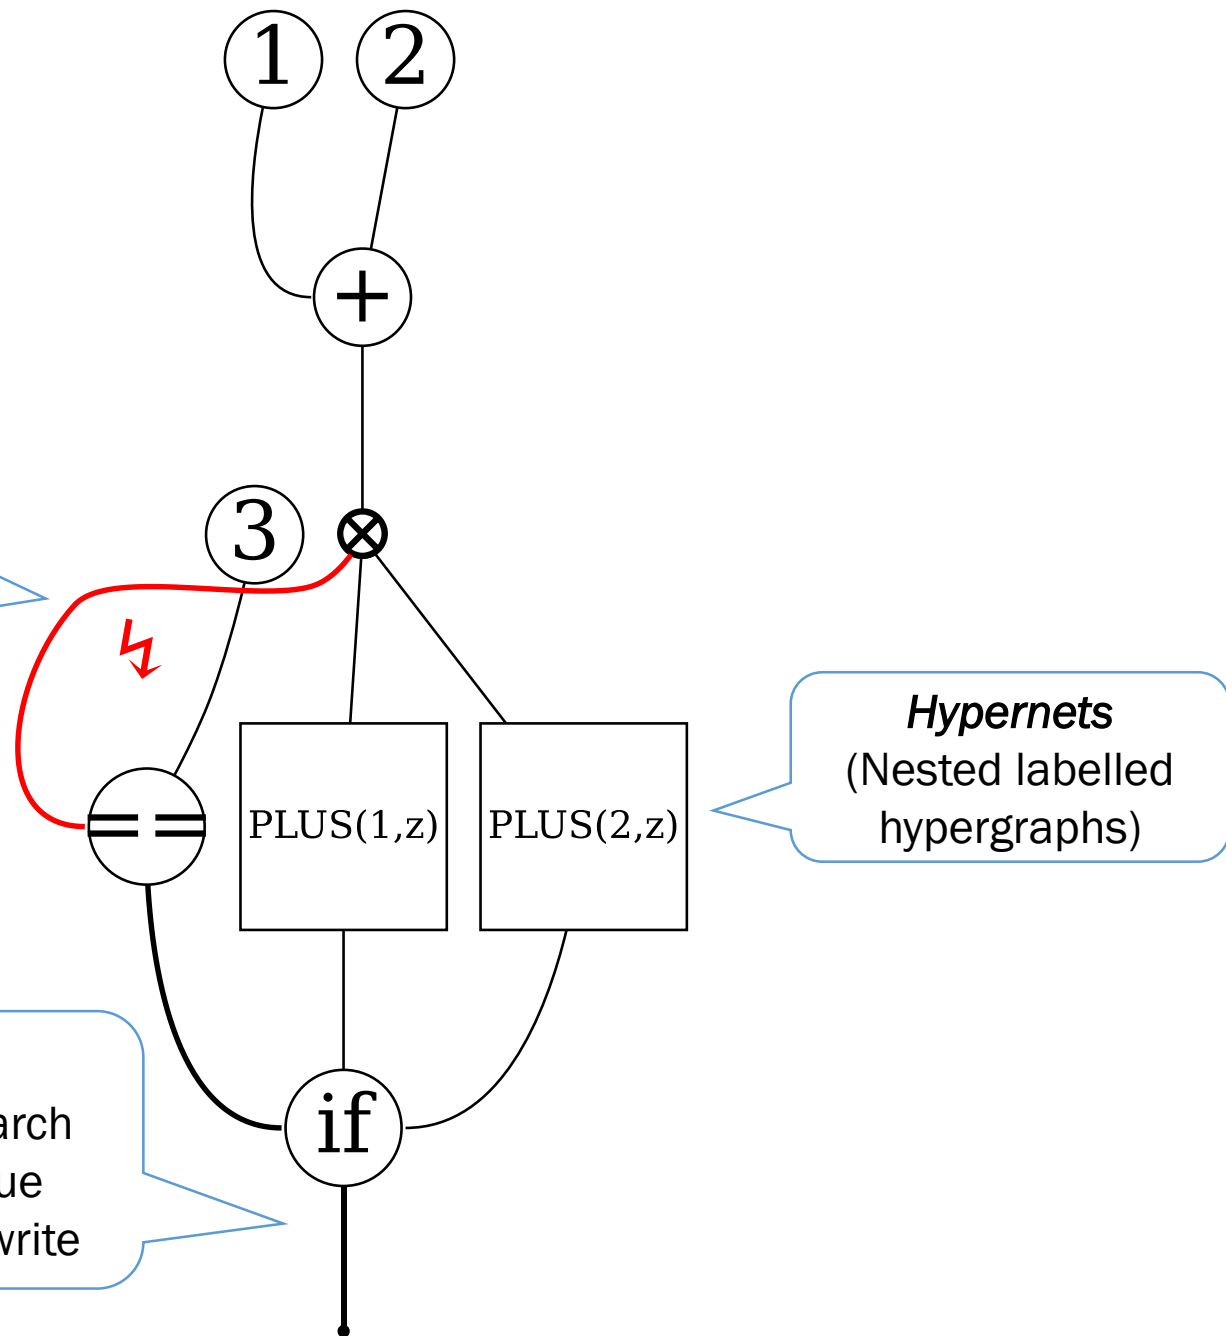 1 2
+
3
Hypernets
(Nested labelled
hypergraphs)
==
PLUS(1,z) PLUS(2,z)
if